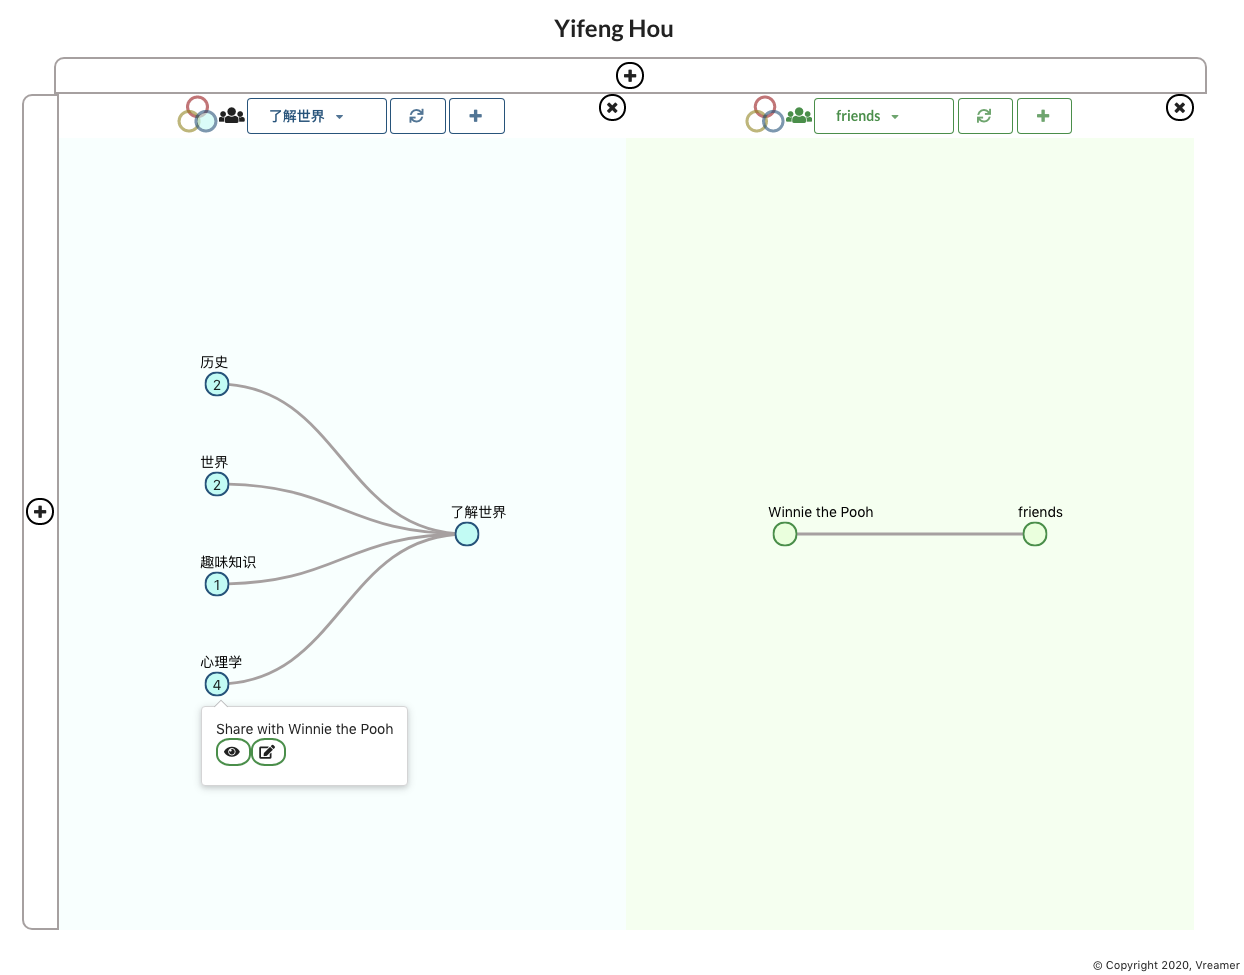 Yifeng Hou
了解世界
friends
历史
2
世界
2
了解世界
趣味知识
1
心理学
4
Share with Winnie the Pooh
Winnie the Pooh
friends
© Copyright 2020, Vreamer